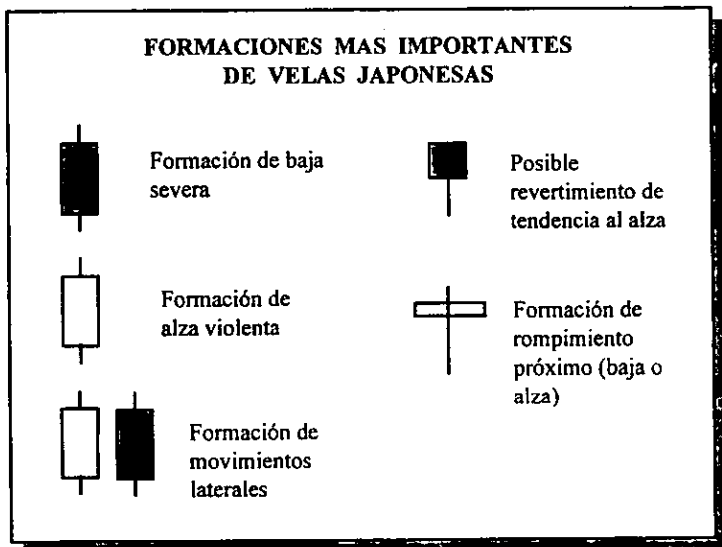 FORMACIONES MAS IMPORTANTES
DE VELAS JAPONESAS
Formación de baja
severa
Formación de
alza violenta
Formación de
movimientos
laterales
Posible
revertimiento de
tendencia al alza
Formación de
rompimiento
próximo (baja o
alza)